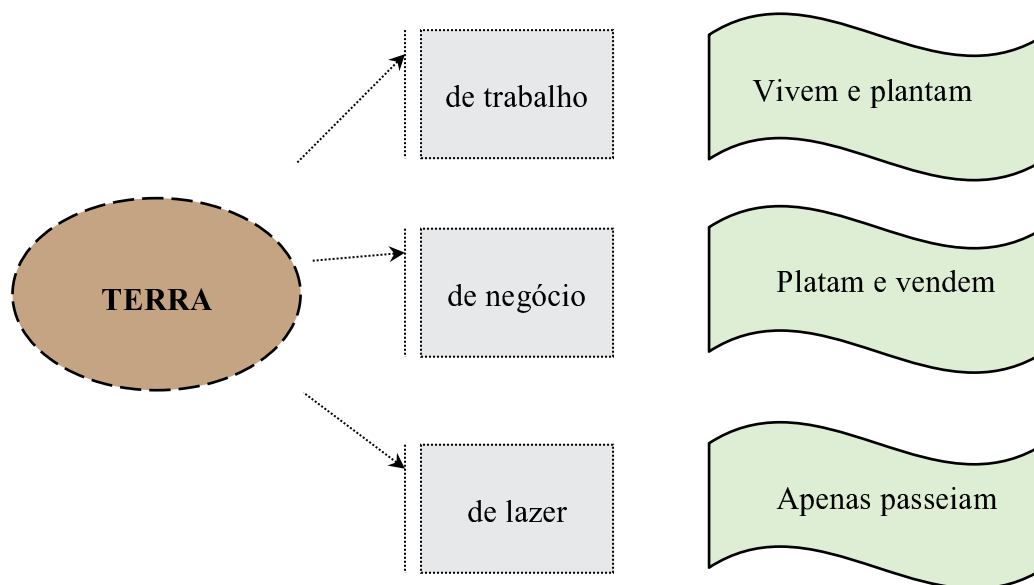 de trabalho
Vivem e plantam
TERRA
de negócio
Platam e vendem
de lazer
Apenas passeiam